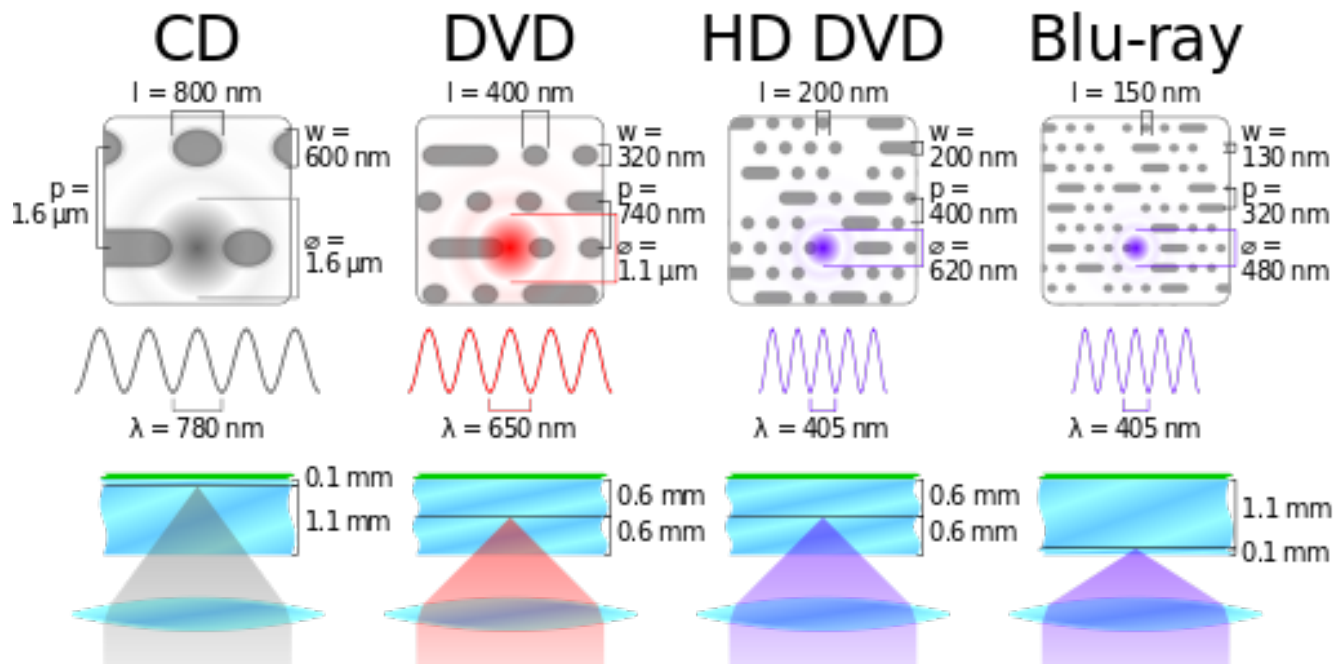 CD
l = 800 nm
w =
600 nm
p =
1.6 µm
⌀ =
1.6 µm
λ = 780 nm
0.1 mm
1.1 mm
DVD
l = 400 nm
w =
320 nm
p =
740 nm
⌀ =
1.1 µm
λ = 650 nm
0.6 mm
0.6 mm
HD DVD
l = 200 nm
w =
200 nm
p =
400 nm
⌀ =
620 nm
λ = 405 nm
0.6 mm
0.6 mm
Blu-ray
l = 150 nm
w =
130 nm
p =
320 nm
⌀ =
480 nm
λ = 405 nm
1.1 mm
0.1 mm